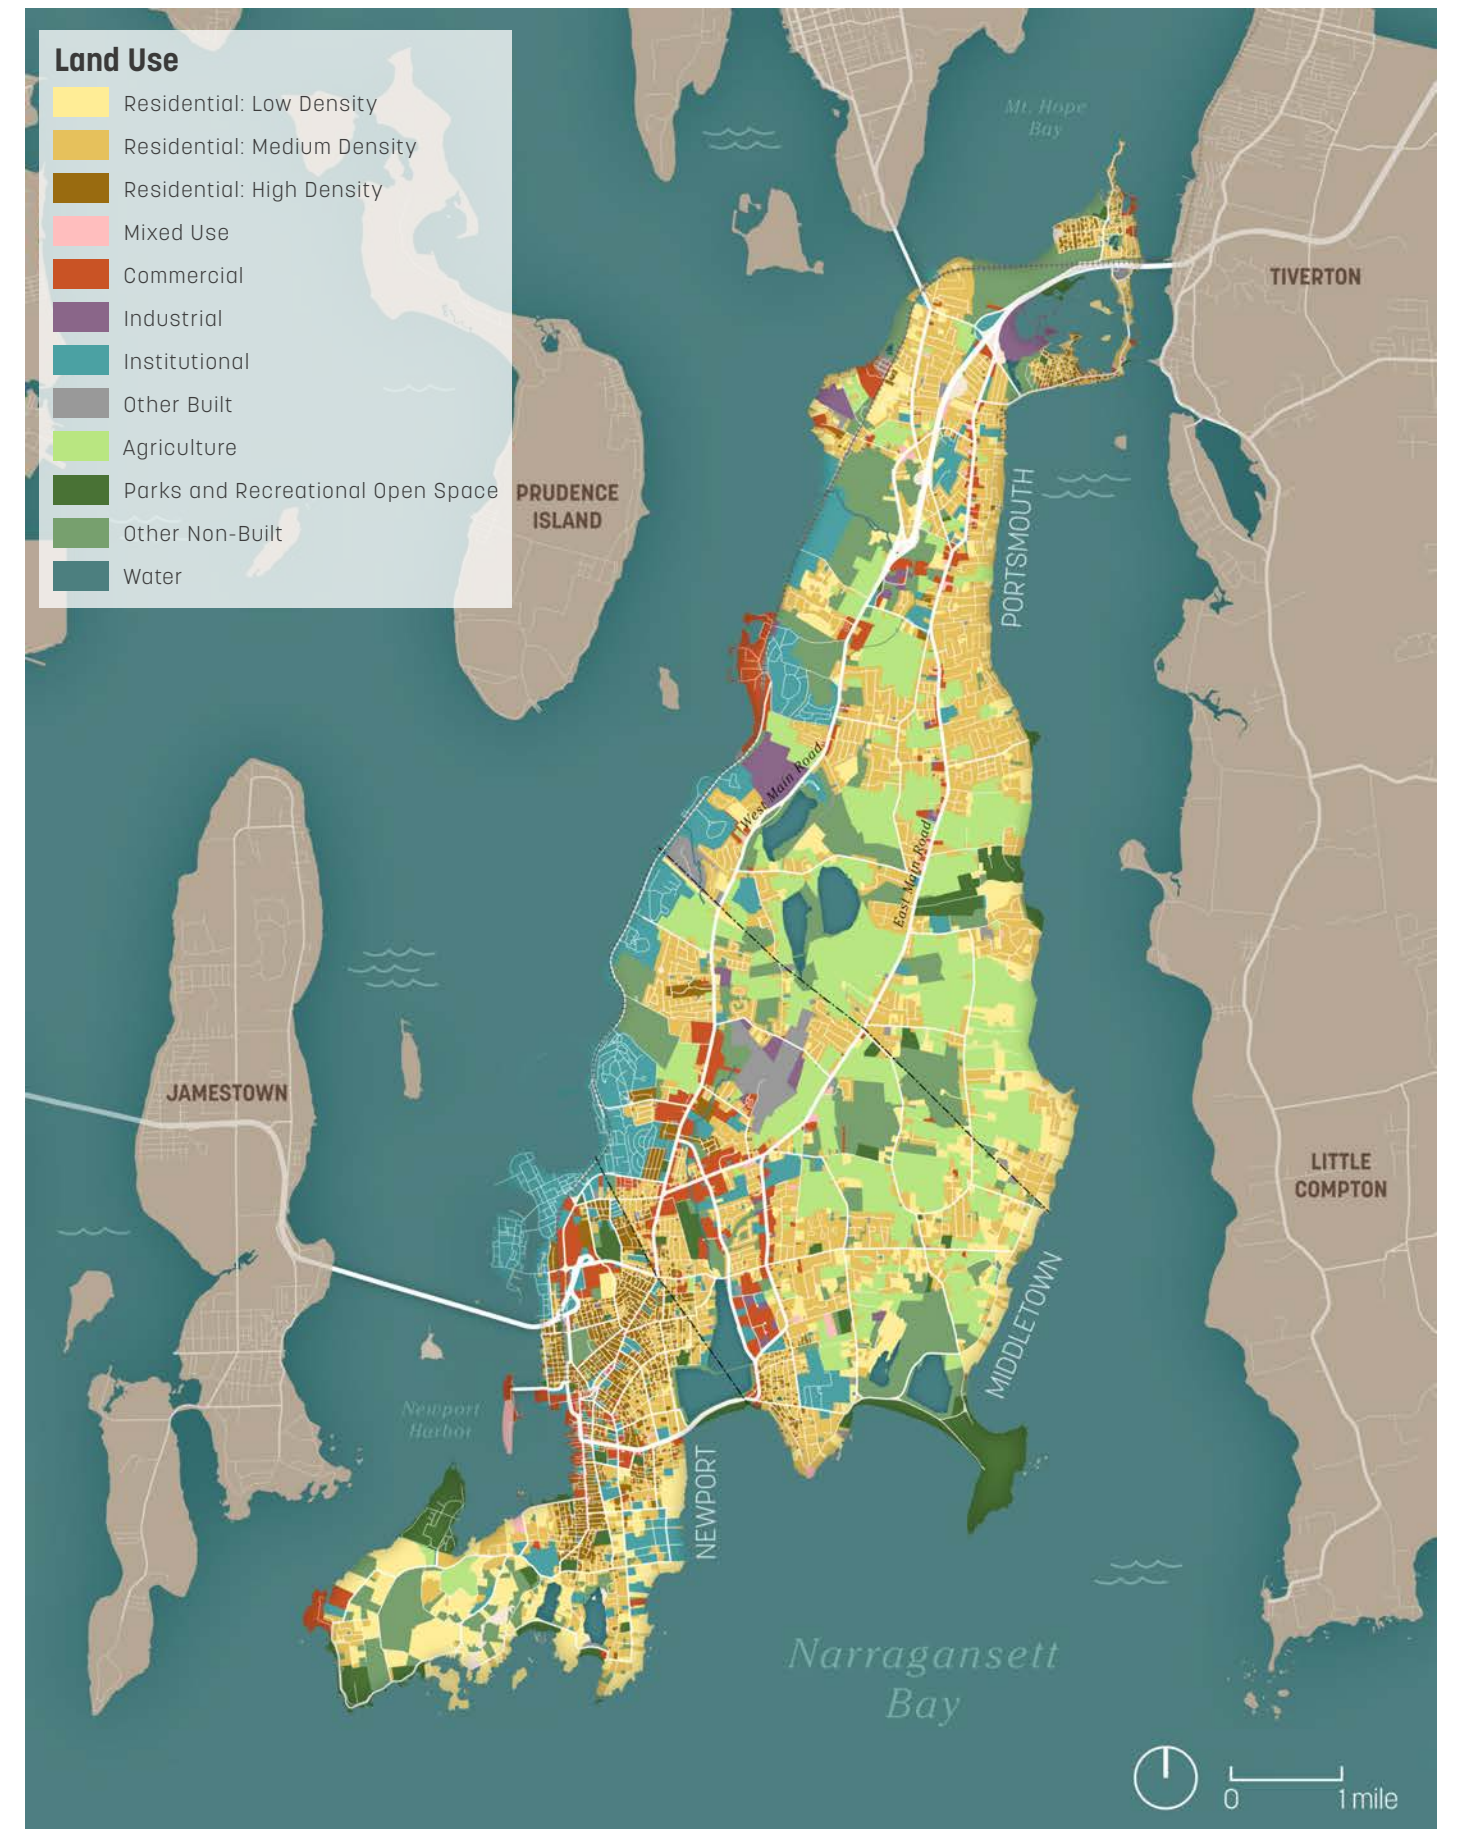 Land Use
Residential: Low Density
Residential: Medium Density
Residential: High Density
Mixed Use
Commercial
Industrial
Institutional
Other Built
Agriculture
Parks and Recreational Open Space
Other Non-Built
Water
Mt. Hope
Bay
TIVERTON
PRUDENCE
ISLAND
PORTSMOUTH
West Main Road
East Main Road
JAMESTOWN
LITTLE
COMPTON
MIDDLETOWN
Newport
Harbor
NEWPORT
Narragansett
Bay
0
1 mile